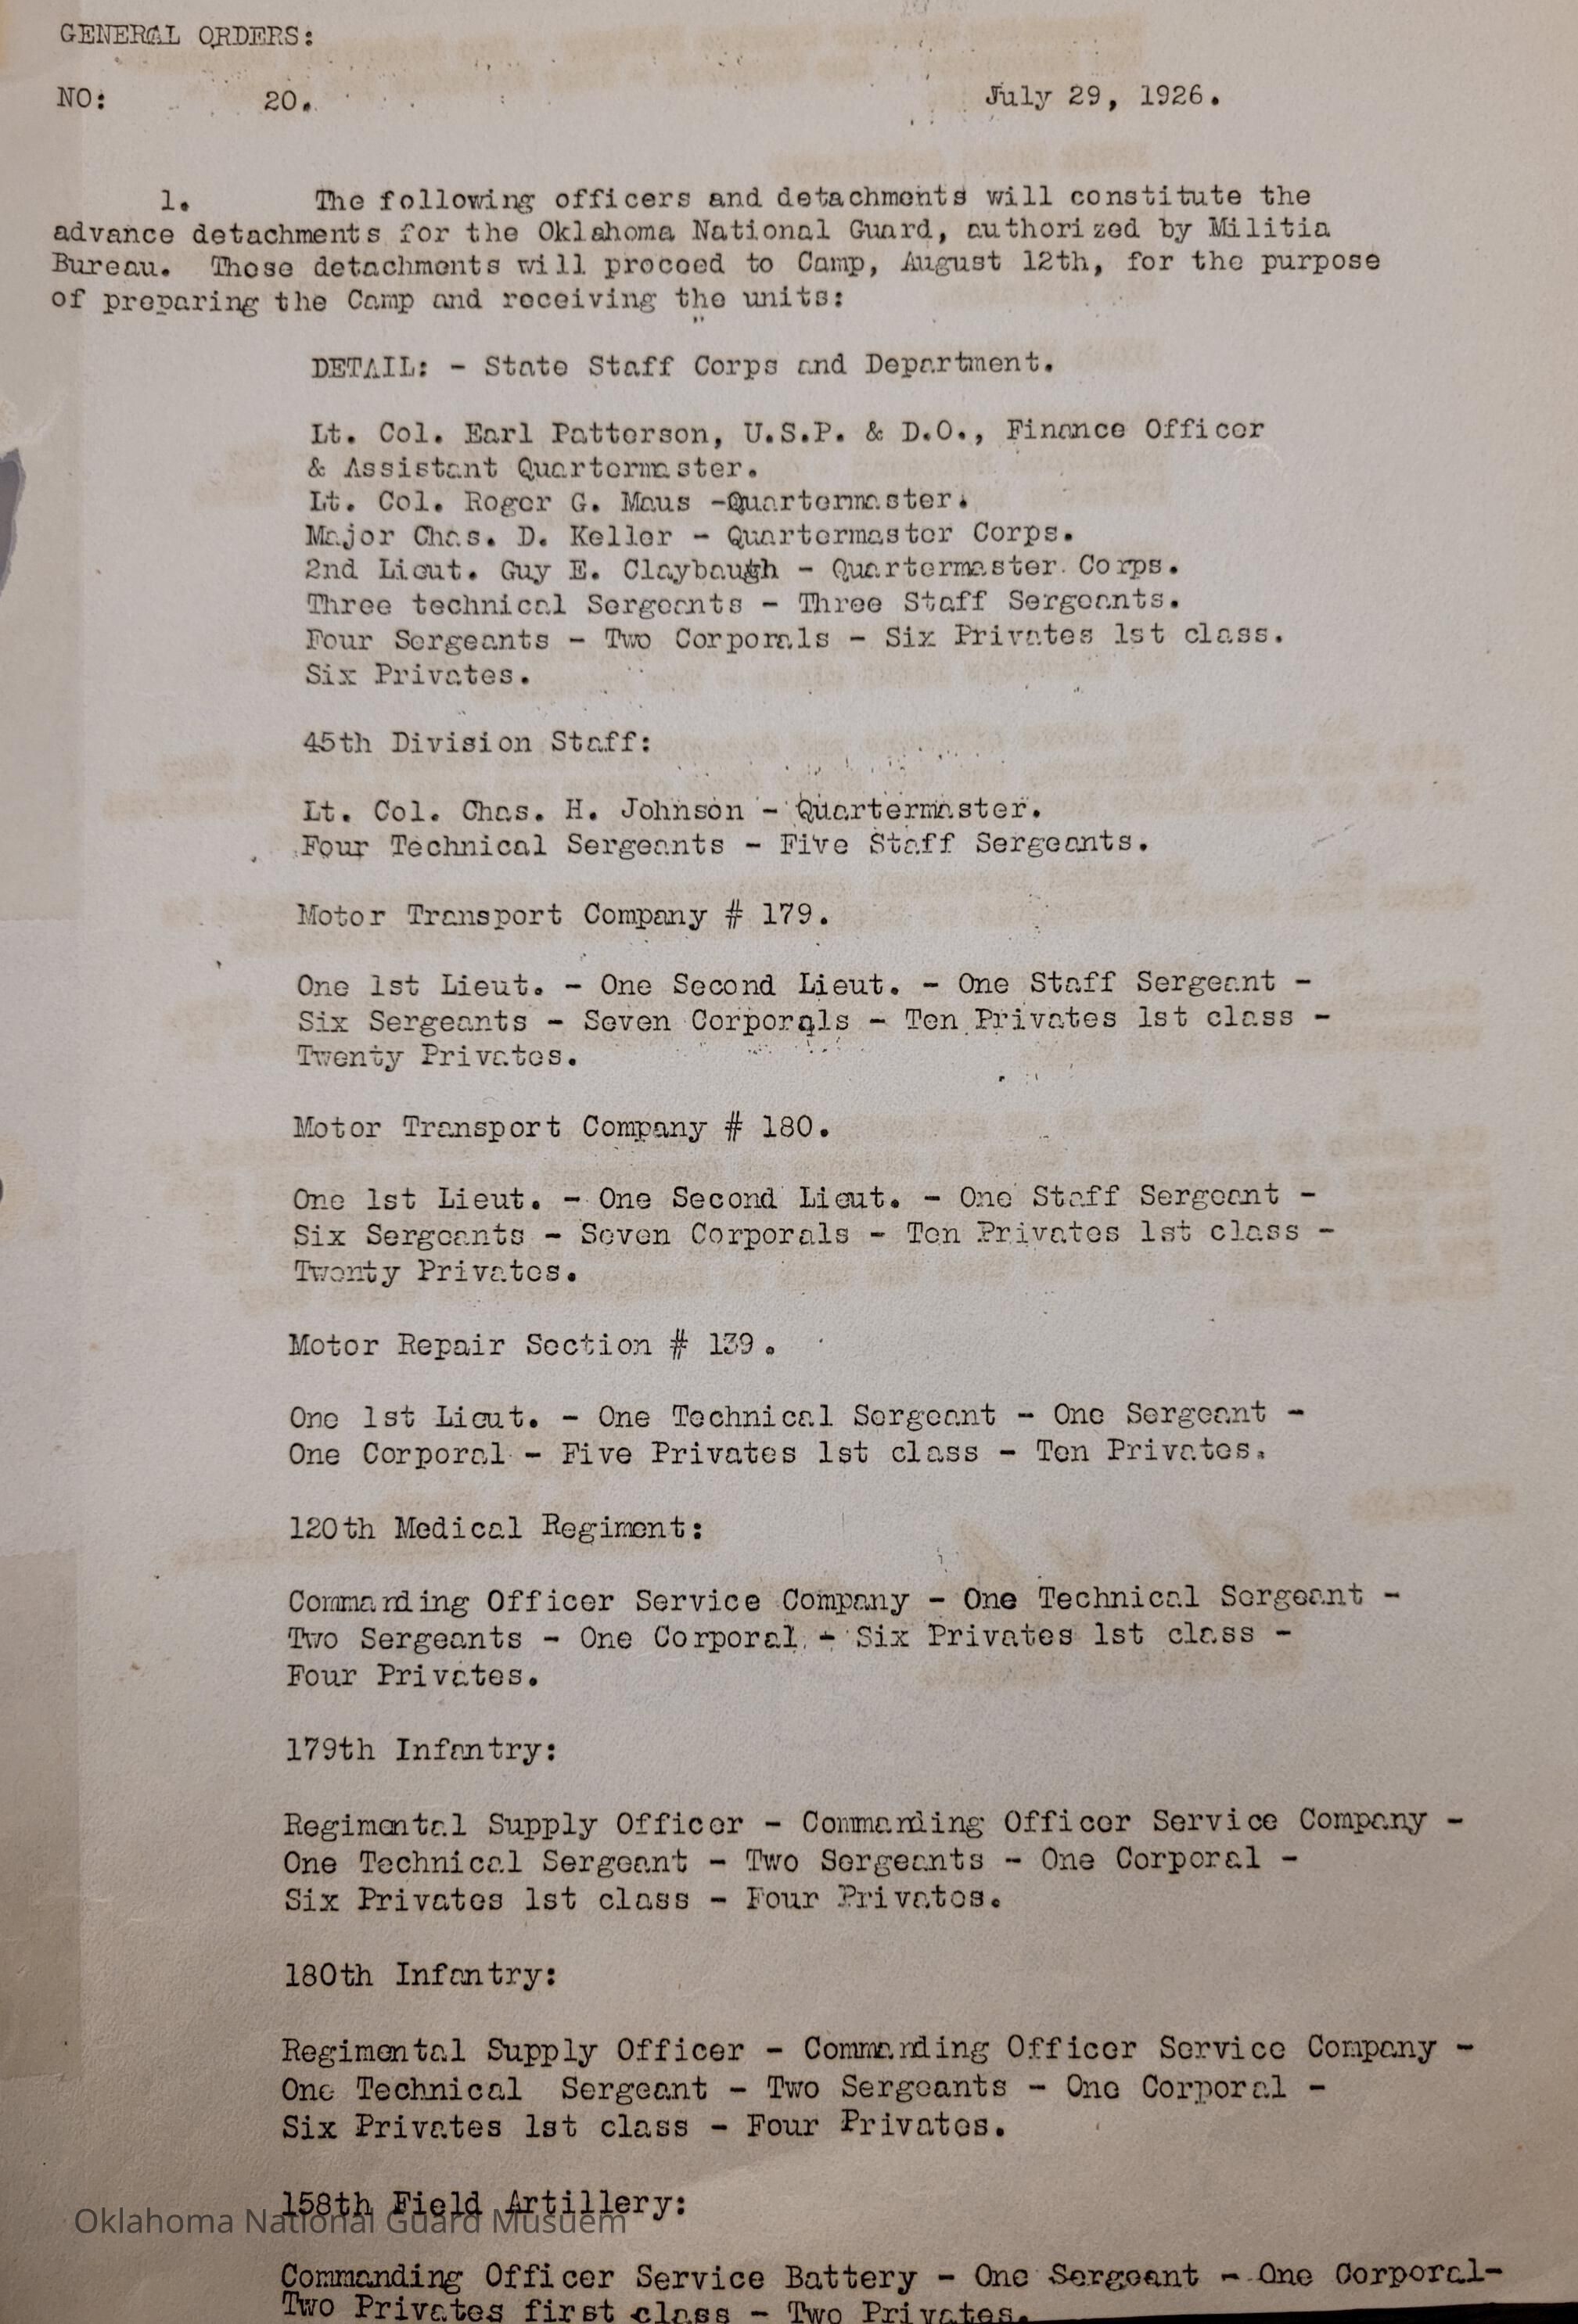 GENERAL ORDERS:
NO: 20. July 29, 1926.
1. The following officers and detachments will constitute the
advance detachments for the Oklahoma National Guard, authorized by Militia
Bureau. These detachments will proceed to Camp, August 12th, for the purpose
of preparing the Camp and receiving the units:
DETAIL: - State Staff Corps and Department.
Lt. Col. Earl Patterson, U.S.P. & D.O., Finance Officer
& Assistant Quartermaster.
Lt. Col. Roger G. Maus -Quartermaster.
Major Chas. D. Keller - Quartermaster Corps.
2nd Lieut. Guy E. Claybaugh - Quartermaster Corps.
Three technical Sergeants - Three Staff Sergeants.
Four Sergeants - Two Corporals - Six Privates 1st class.
Six Privates.
45th Division Staff:
Lt. Col. Chas. H. Johnson - Quartermaster.
Four Technical Sergeants - Five Staff Sergeants.
Motor Transport Company # 179.
One 1st Lieut. - One Second Lieut. - One Staff Sergeant -
Six Sergeants - Seven Corporals - Ten Privates 1st class -
Twenty Privates.
Motor Transport Company # 180.
One 1st Lieut. - One Second Lieut. - One Staff Sergeant -
Six Sergeants - Seven Corporals - Ten Privates 1st class -
Twenty Privates.
Motor Repair Section # 139.
One 1st Lieut. - One Technical Sergeant - One Sergeant -
One Corporal - Five Privates 1st class - Ten Privates.
120th Medical Regiment:
Commanding Officer Service Company - One Technical Sergeant -
Two Sergeants - One Corporal - Six Privates 1st class -
Four Privates.
179th Infantry:
Regimental Supply Officer - Commanding Officer Service Company -
One Technical Sergeant - Two Sergeants - One Corporal -
Six Privates 1st class - Four Privates.
180th Infantry:
Regimental Supply Officer - Commanding Officer Service Company -
One Technical Sergeant - Two Sergeants - One Corporal -
Six Privates 1st class - Four Privates.
158th Field Artillery:
Oklahoma National Guard Musuem
Commanding Officer Service Battery - One Sergeant - One Corporal-
Two Privates first class - Two Privates.